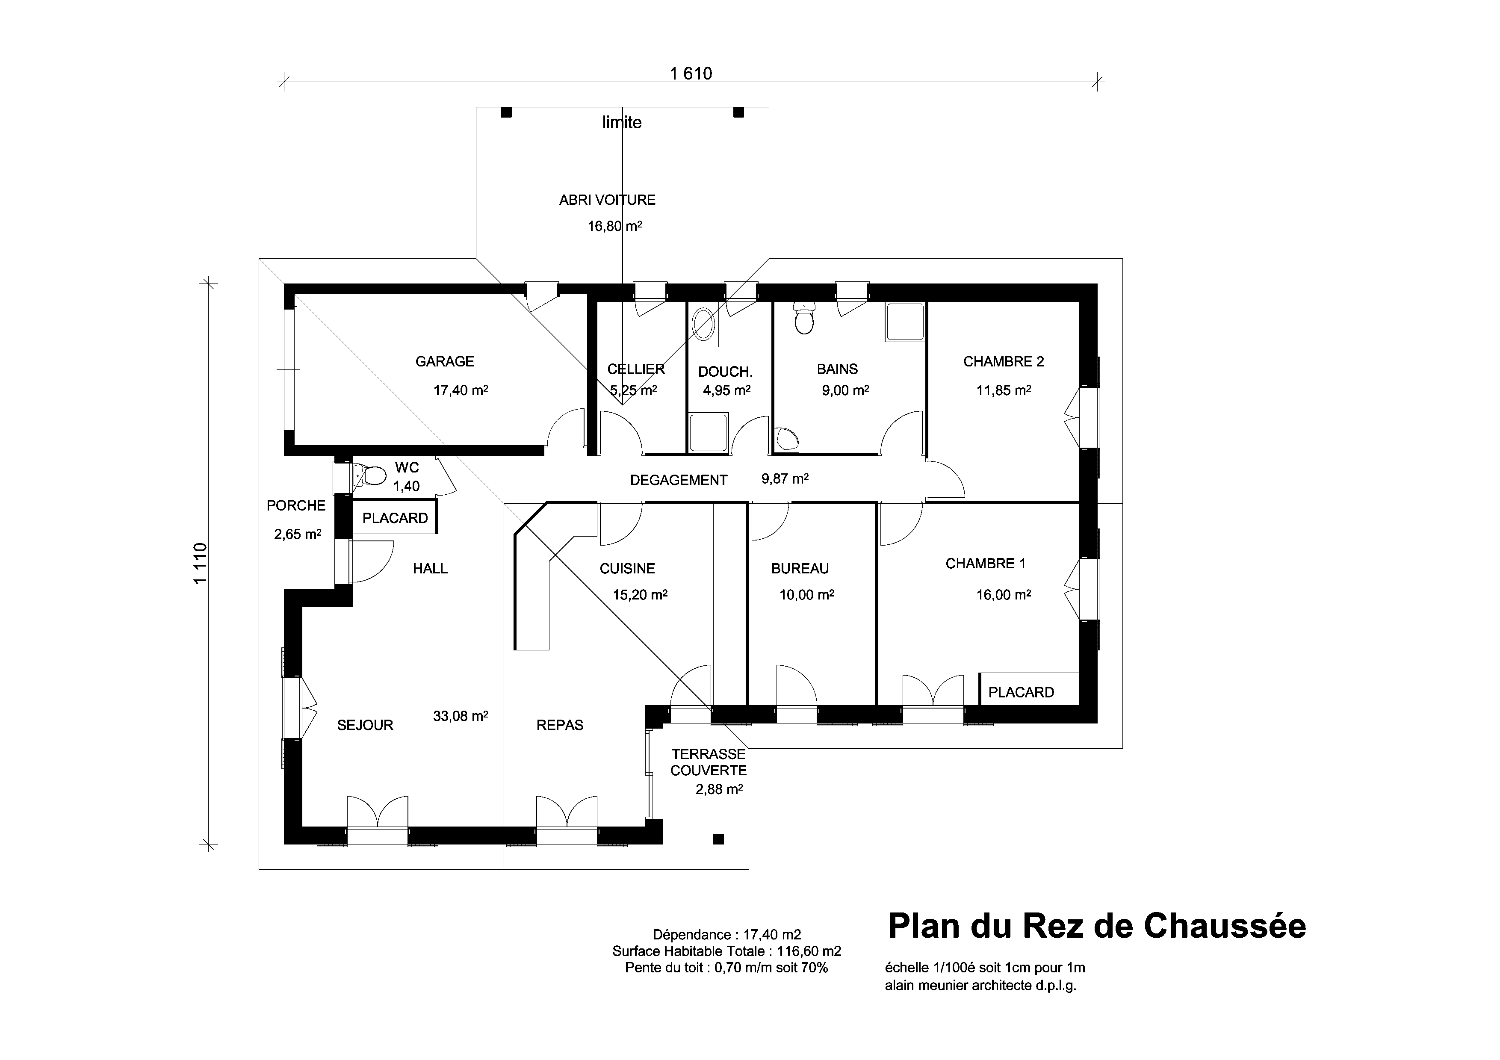 1 610
limite
ABRI VOITURE
16,80 m²
GARAGE
17,40 m²
CELLIER
5,25 m²
DOUCH.
4,95 m²
BAINS
9,00 m²
CHAMBRE 2
11,85 m²
WC
1,40
DEGAGEMENT
9,87 m²
PORCHE
2,65 m²
PLACARD
HALL
CUISINE
15,20 m²
BUREAU
10,00 m²
CHAMBRE 1
16,00 m²
1 110
PLACARD
SEJOUR
33,08 m²
REPAS
TERRASSE
COUVERTE
2,88 m²
Dépendance : 17,40 m2
Surface Habitable Totale : 116,60 m2
Pente du toit : 0,70 m/m soit 70%
Plan du Rez de Chaussée
échelle 1/100é soit 1cm pour 1m
alain meunier architecte d.p.l.g.